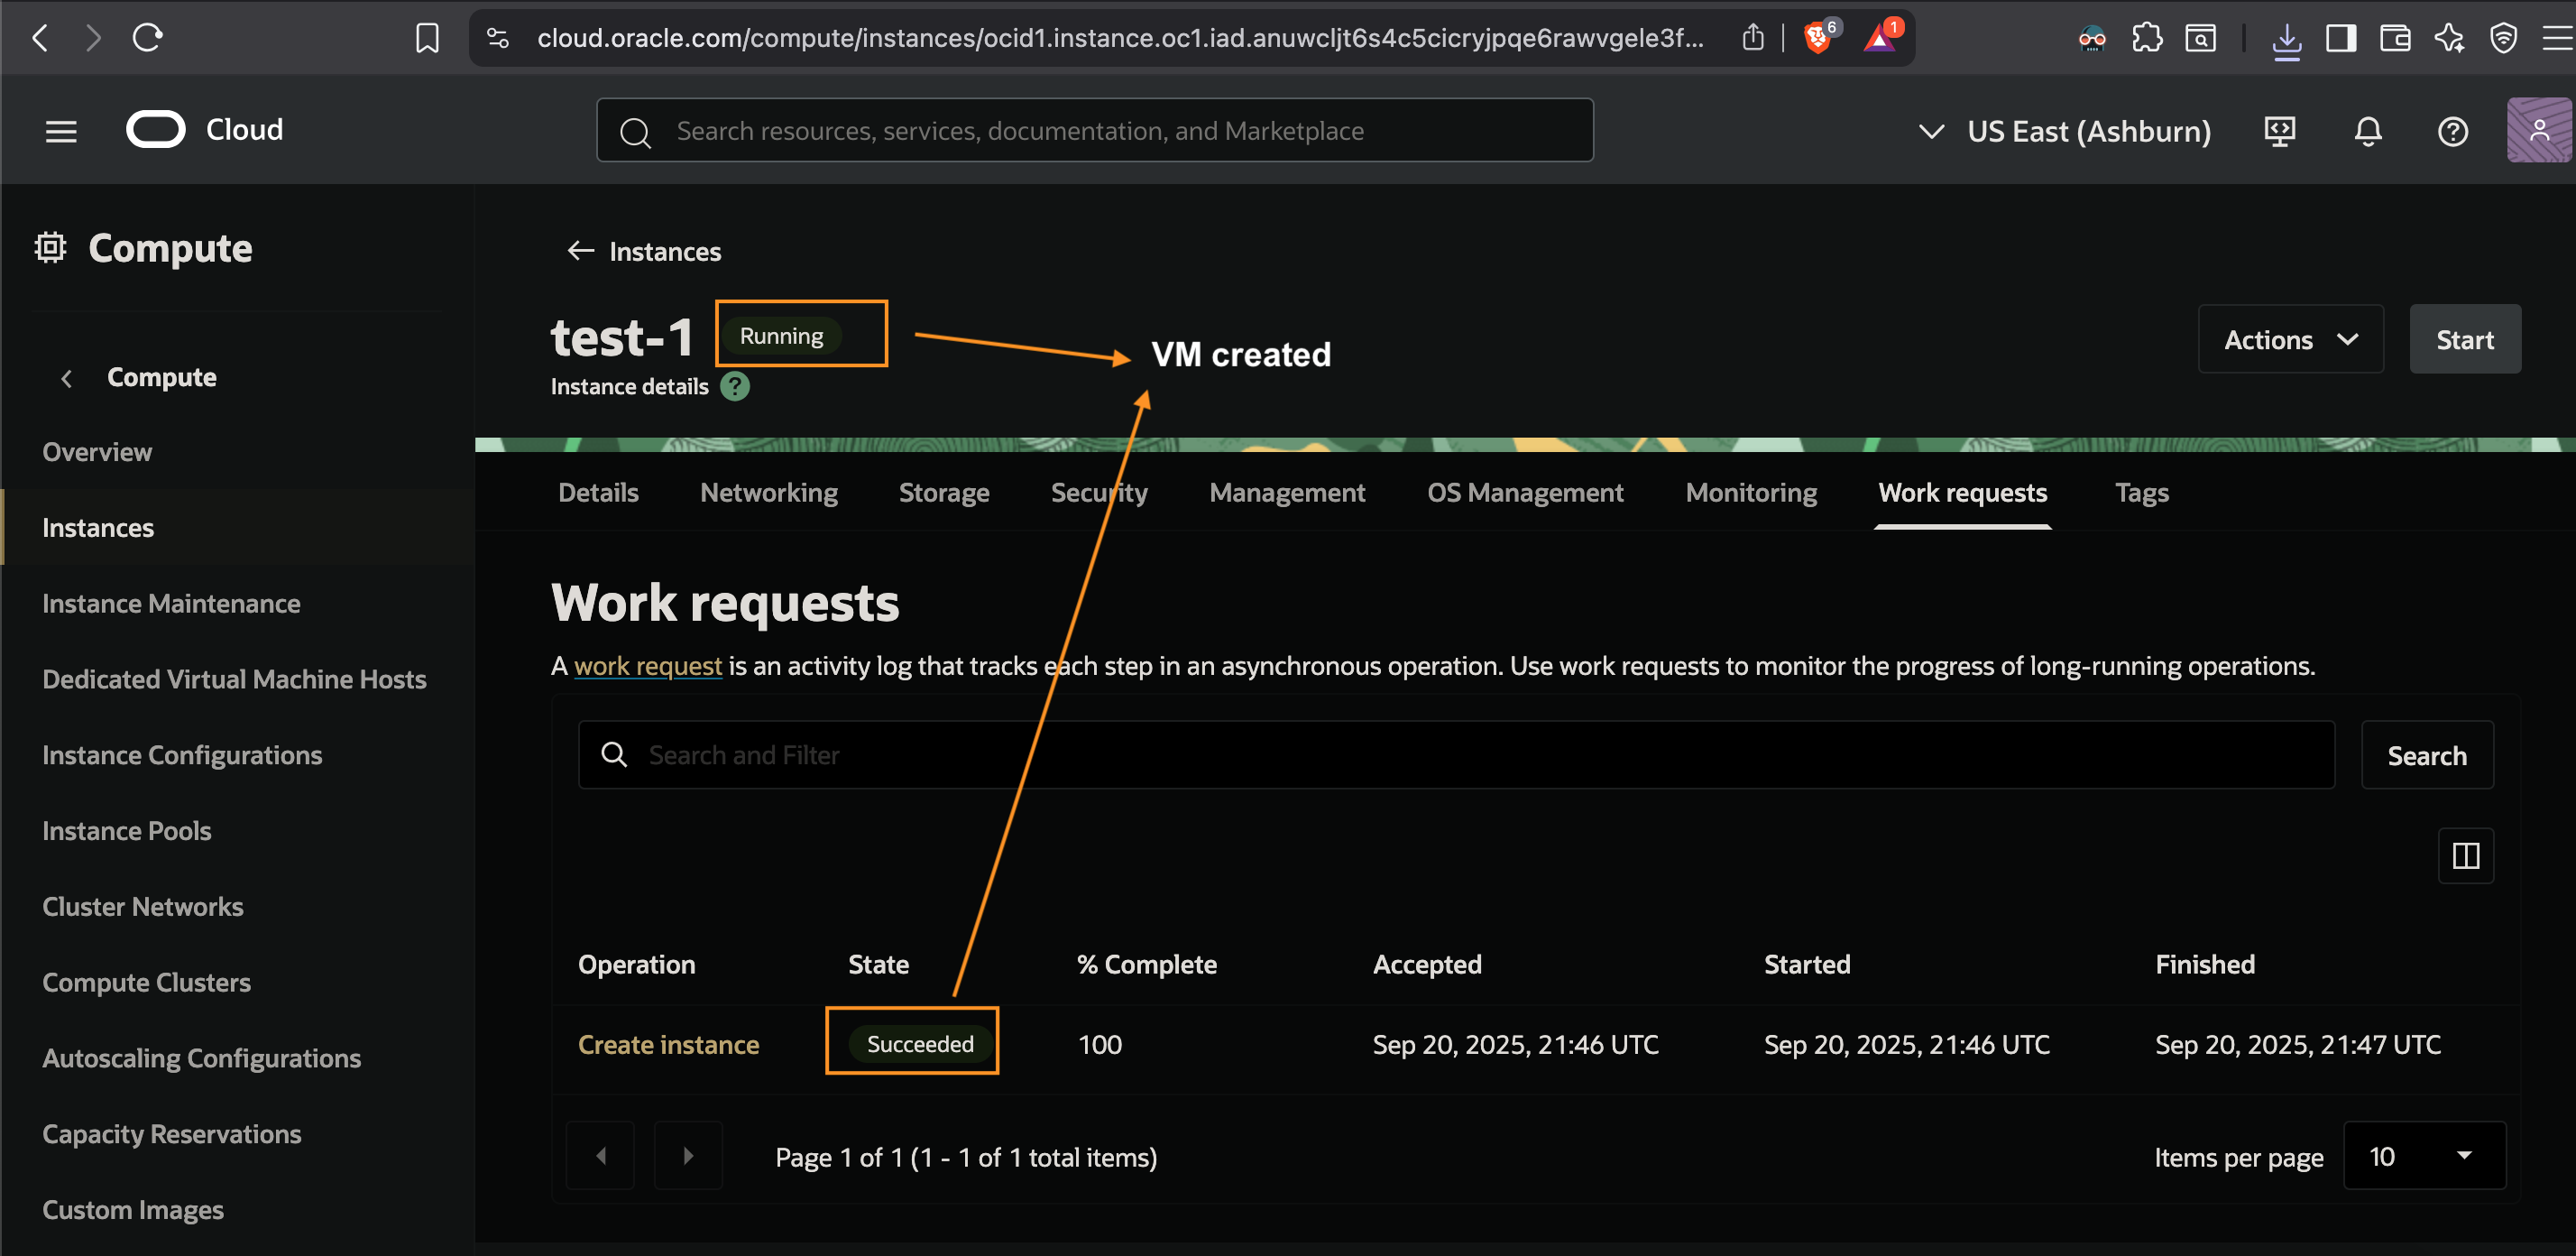 cloud.oracle.com/compute/instances/ocid1.instance.oc1.iad.anuwcljt6s4c5cicryjpqe6rawvgele3f...
6
1
Cloud
Search resources, services, documentation, and Marketplace
US East (Ashburn)
Compute
Compute
Overview
Instances
Instance Maintenance
Dedicated Virtual Machine Hosts
Instance Configurations
Instance Pools
Cluster Networks
Compute Clusters
Autoscaling Configurations
Capacity Reservations
Custom Images
Instances
test-1 Running
VM created
Actions
Start
Instance details ?
Details Networking Storage Security Management OS Management Monitoring Work requests Tags
Work requests
A work request is an activity log that tracks each step in an asynchronous operation. Use work requests to monitor the progress of long-running operations.
Search and Filter
Search
Operation State % Complete Accepted Started Finished
Create instance Succeeded 100 Sep 20, 2025, 21:46 UTC Sep 20, 2025, 21:46 UTC Sep 20, 2025, 21:47 UTC
Page 1 of 1 (1 - 1 of 1 total items)
Items per page 10